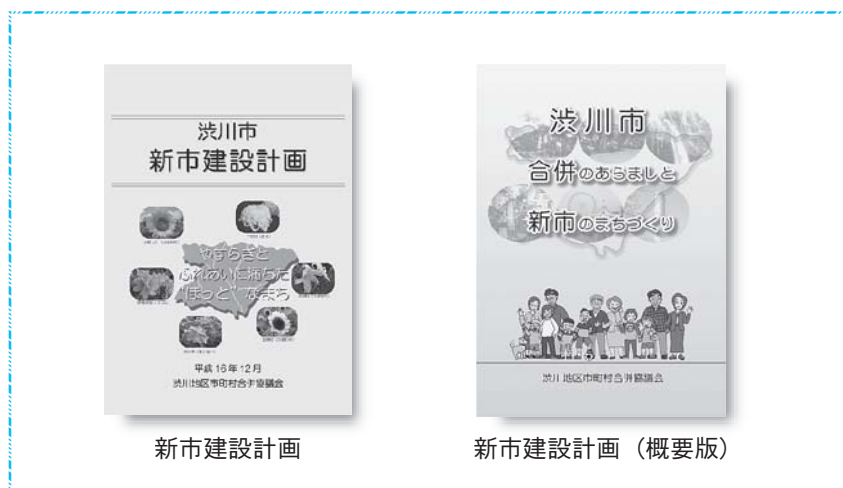 渋川市
新市建設計画
やすらぎと
ふれあいに満ちた
“ほっと”なまち
平成16年12月
渋川地区市町村合併協議会
新市建設計画
渋川市
合併のあらましと
新市のまちづくり
渋川地区市町村合併協議会
新市建設計画（概要版）